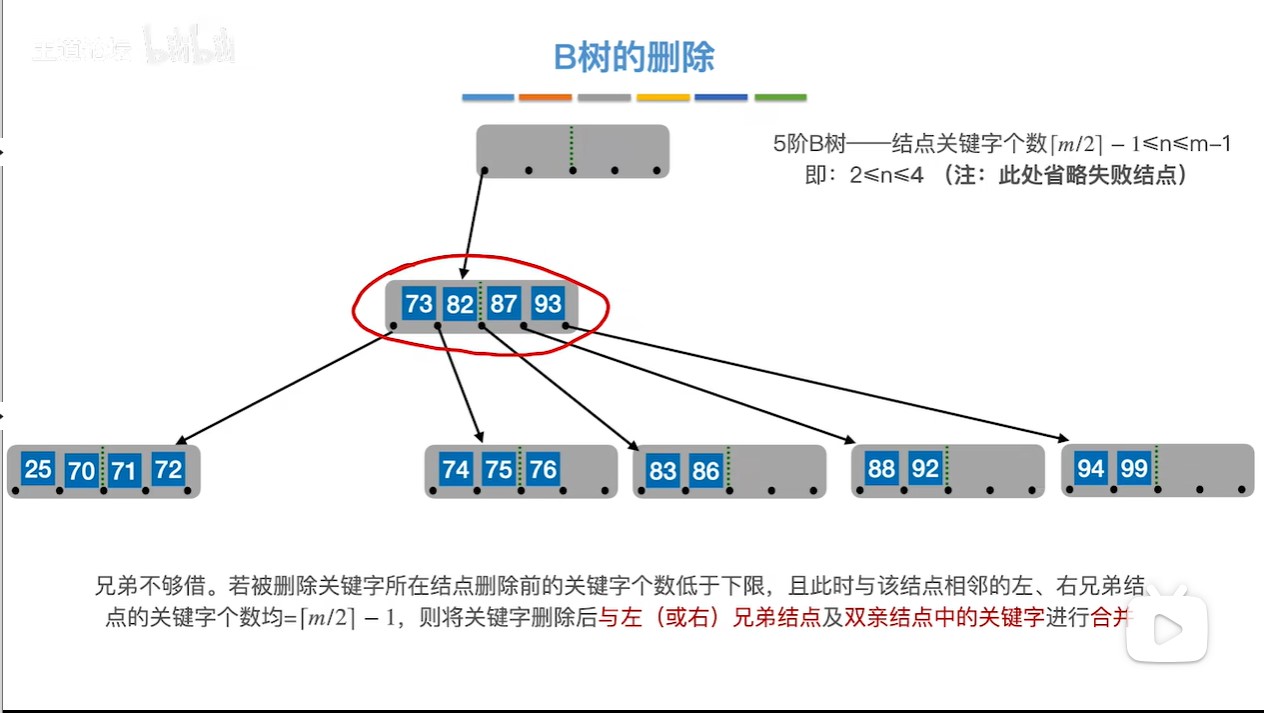 王道论坛 bilibili
B树的删除
5阶B树——结点关键字个数⌈m/2⌉ − 1≤n≤m–1
即：2≤n≤4 （注：此处省略失败结点）
73 82 87 93
25 70 71 72
74 75 76
83 86
88 92
94 99
兄弟不够借。若被删除关键字所在结点删除前的关键字个数低于下限，且此时与该结点相邻的左、右兄弟结
点的关键字个数均=⌈m/2⌉ − 1，则将关键字删除后与左（或右）兄弟结点及双亲结点中的关键字进行合并